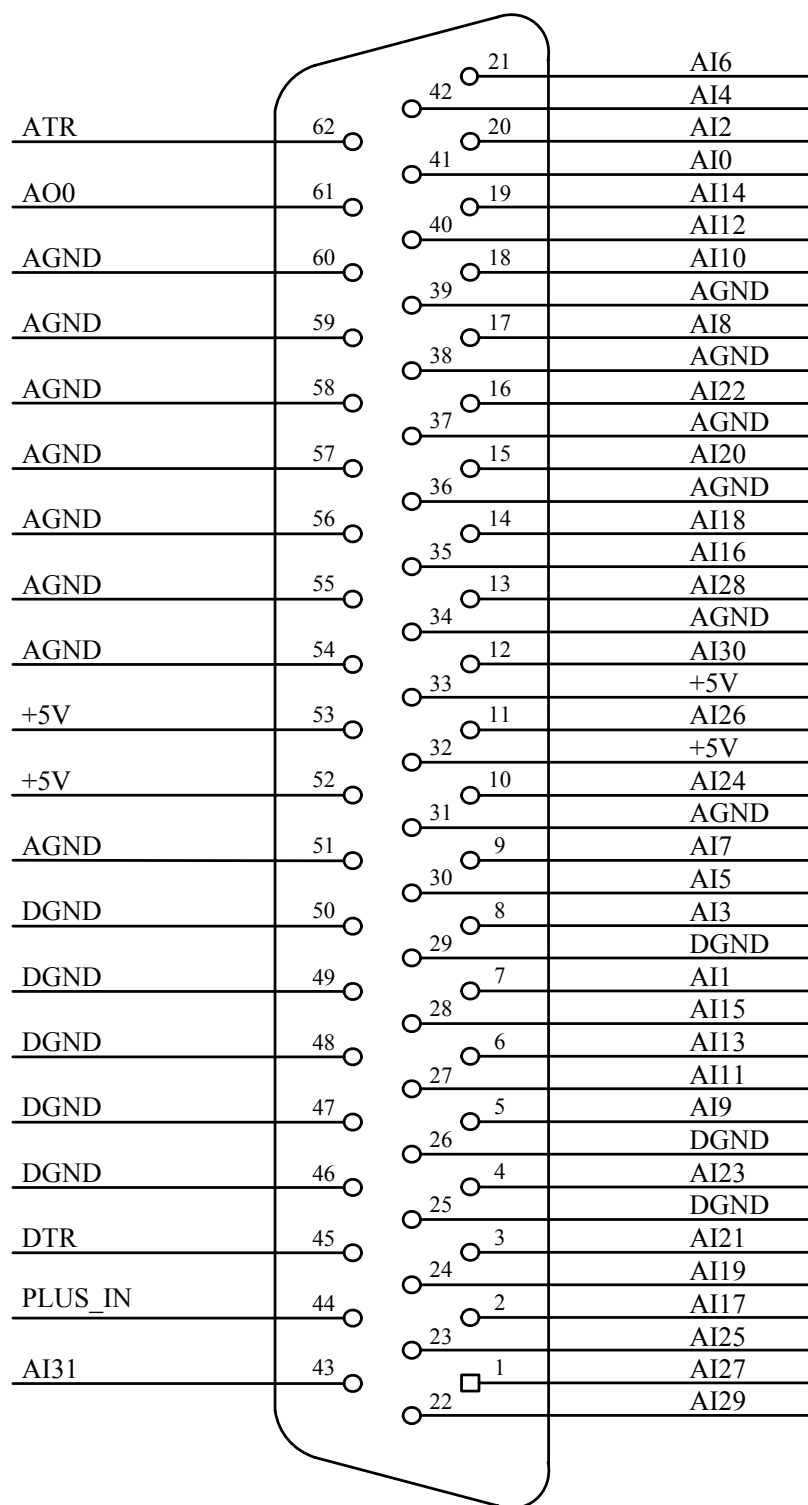 21 AI6
42 AI4
ATR 62 20 AI2
41 AI0
AO0 61 19 AI14
40 AI12
AGND 60 18 AI10
39 AGND
AGND 59 17 AI8
38 AGND
AGND 58 16 AI22
37 AGND
AGND 57 15 AI20
36 AGND
AGND 56 14 AI18
35 AI16
AGND 55 13 AI28
34 AGND
AGND 54 12 AI30
33 +5V
+5V 53 11 AI26
32 +5V
+5V 52 10 AI24
31 AGND
AGND 51 9 AI7
30 AI5
DGND 50 8 AI3
29 DGND
DGND 49 7 AI1
28 AI15
DGND 48 6 AI13
27 AI11
DGND 47 5 AI9
26 DGND
DGND 46 4 AI23
25 DGND
DTR 45 3 AI21
24 AI19
PLUS_IN 44 2 AI17
23 AI25
AI31 43 1 AI27
22 AI29